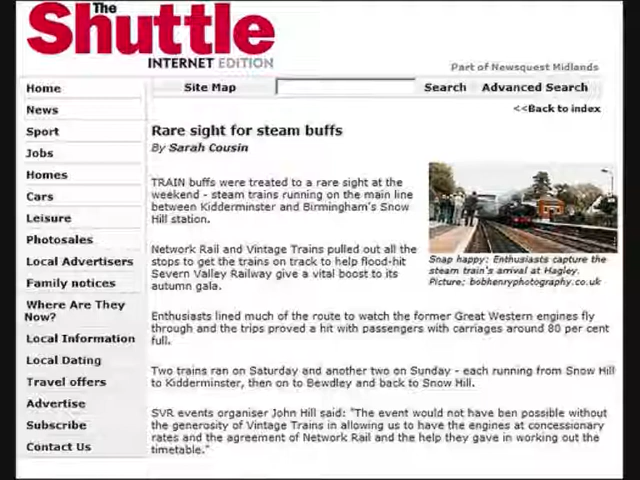 The
Shuttle
INTERNET EDITION
Part of Newsquest Midlands
Site Map
Search
Advanced Search
<<Back to index
Home
News
Sport
Jobs
Homes
Cars
Leisure
Photosales
Local Advertisers
Family notices
Where Are They
Now?
Local Information
Local Dating
Travel offers
Advertise
Subscribe
Contact Us
Rare sight for steam buffs
By Sarah Cousin
TRAIN buffs were treated to a rare sight at the
weekend - steam trains running on the main line
between Kidderminster and Birmingham's Snow
Hill station.
Network Rail and Vintage Trains pulled out all the
stops to get the trains on track to help flood-hit
Severn Valley Railway give a vital boost to its
autumn gala.
Snap happy: Enthusiasts capture the
steam train's arrival at Hagley.
Picture: bobhenryphotography.co.uk
Enthusiasts lined much of the route to watch the former Great Western engines fly
through and the trips proved a hit with passengers with carriages around 80 per cent
full.
Two trains ran on Saturday and another two on Sunday - each running from Snow Hill
to Kidderminster, then on to Bewdley and back to Snow Hill.
SVR events organiser John Hill said: "The event would not have ben possible without
the generosity of Vintage Trains in allowing us to have the engines at concessionary
rates and the agreement of Network Rail and the help they gave in working out the
timetable."